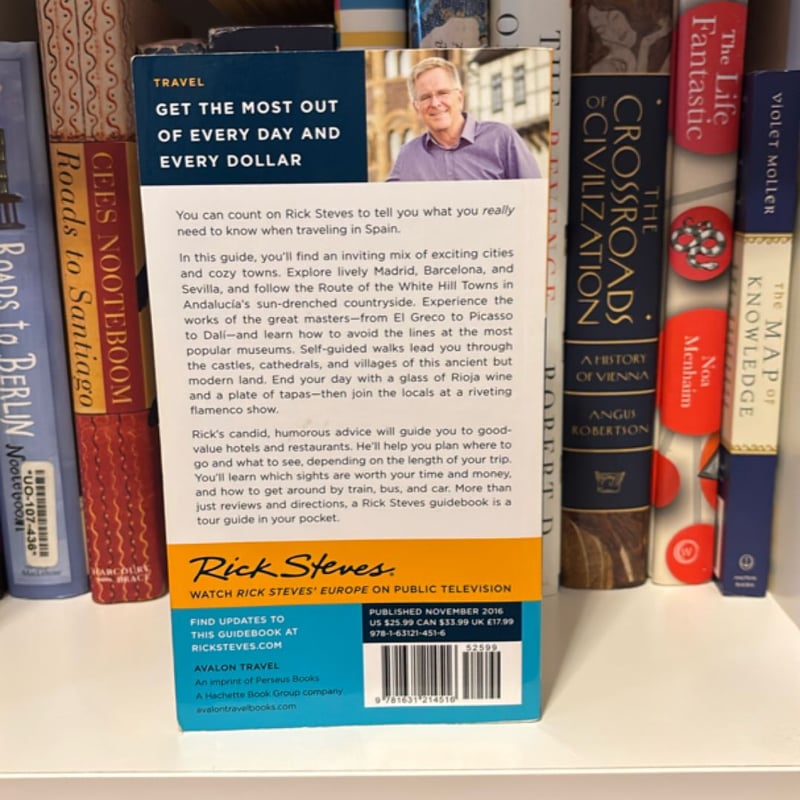 TRAVEL
GET THE MOST OUT
OF EVERY DAY AND
EVERY DOLLAR
You can count on Rick Steves to tell you what you really
need to know when traveling in Spain.
In this guide, you'll find an inviting mix of exciting cities
and cozy towns. Explore lively Madrid, Barcelona, and
Sevilla, and follow the Route of the White Hill Towns in
Andalucía's sun-drenched countryside. Experience the
works of the great masters—from El Greco to Picasso
to Dalí—and learn how to avoid the lines at the most
popular museums. Self-guided walks lead you through
the castles, cathedrals, and villages of this ancient but
modern land. End your day with a glass of Rioja wine
and a plate of tapas—then join the locals at a riveting
flamenco show.
Rick's candid, humorous advice will guide you to good-
value hotels and restaurants. He'll help you plan where to
go and what to see, depending on the length of your trip.
You'll learn which sights are worth your time and money,
and how to get around by train, bus, and car. More than
just reviews and directions, a Rick Steves guidebook is a
tour guide in your pocket.
Rick Steves®
WATCH RICK STEVES' EUROPE ON PUBLIC TELEVISION
FIND UPDATES TO
THIS GUIDEBOOK AT
RICKSTEVES.COM
AVALON TRAVEL
An imprint of Perseus Books
A Hachette Book Group company
avalontravelbooks.com
PUBLISHED NOVEMBER 2016
US $25.99 CAN $33.99 UK £17.99
978-1-63121-451-6
52599
9 781631 214516
ROADS to BERLIN
Nooteboom
*UO-107-436*
CEES NOOTEBOOM
Roads to Santiago
HARCOURT
BRACE
THE REVENGE
ROBERT D
THE
CROSSROADS
OF CIVILIZATION
A HISTORY
OF VIENNA
ANGUS
ROBERTSON
The Life
Fantastic
Noa
Menhaim
W
VIOLET MOLLER
THE MAP OF
KNOWLEDGE